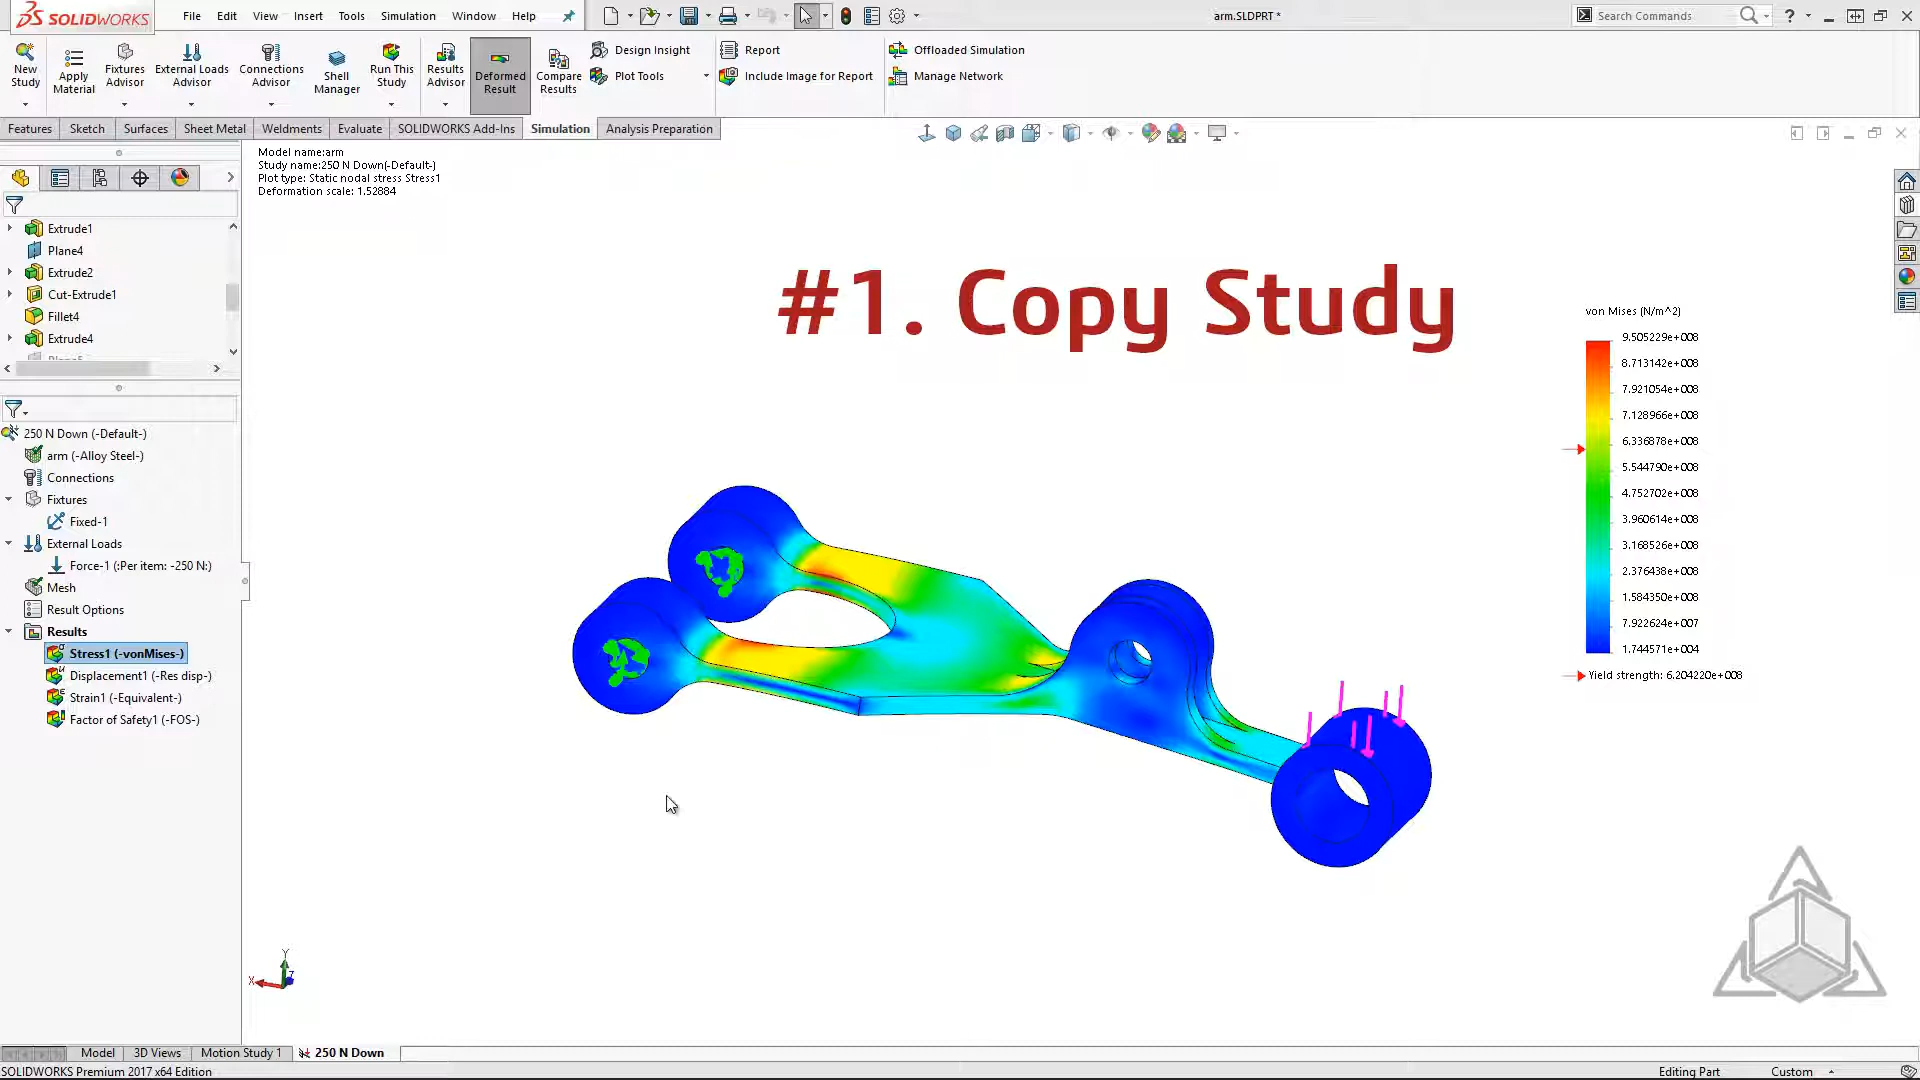 SOLIDWORKS
File Edit View Insert Tools Simulation Window Help
arm.SLDPRT *
Search Commands
New Study
Apply Material
Fixtures Advisor
External Loads Advisor
Connections Advisor
Shell Manager
Run This Study
Results Advisor
Deformed Result
Compare Results
Design Insight
Plot Tools
Report
Include Image for Report
Offloaded Simulation
Manage Network
Features Sketch Surfaces Sheet Metal Weldments Evaluate SOLIDWORKS Add-Ins Simulation Analysis Preparation
Model name:arm
Study name:250 N Down(-Default-)
Plot type: Static nodal stress Stress1
Deformation scale: 1.52884
Extrude1
Plane4
Extrude2
Cut-Extrude1
Fillet4
Extrude4
250 N Down (-Default-)
arm (-Alloy Steel-)
Connections
Fixtures
Fixed-1
External Loads
Force-1 (:Per item: -250 N:)
Mesh
Result Options
Results
Stress1 (-vonMises-)
Displacement1 (-Res disp-)
Strain1 (-Equivalent-)
Factor of Safety1 (-FOS-)
#1. Copy Study
von Mises (N/m^2)
9.505229e+008
8.713142e+008
7.921054e+008
7.128966e+008
6.336878e+008
5.544790e+008
4.752702e+008
3.960614e+008
3.168526e+008
2.376438e+008
1.584350e+008
7.922624e+007
1.744571e+004
Yield strength: 6.204220e+008
Y
X
Z
Model 3D Views Motion Study 1 250 N Down
SOLIDWORKS Premium 2017 x64 Edition
Editing Part Custom